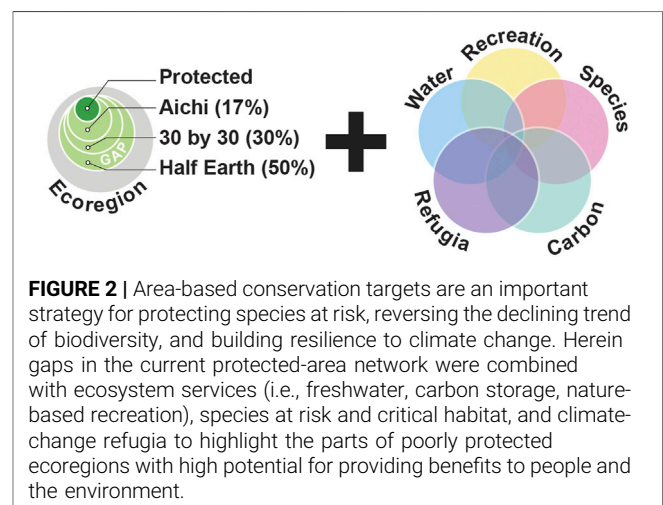 Protected
Aichi (17%)
30 by 30 (30%)
Half Earth (50%)
GAP
Ecoregion
+
Recreation
Water
Species
Refugia
Carbon
FIGURE 2 | Area-based conservation targets are an important
strategy for protecting species at risk, reversing the declining trend
of biodiversity, and building resilience to climate change. Herein
gaps in the current protected-area network were combined
with ecosystem services (i.e., freshwater, carbon storage, nature-
based recreation), species at risk and critical habitat, and climate-
change refugia to highlight the parts of poorly protected
ecoregions with high potential for providing benefits to people and
the environment.